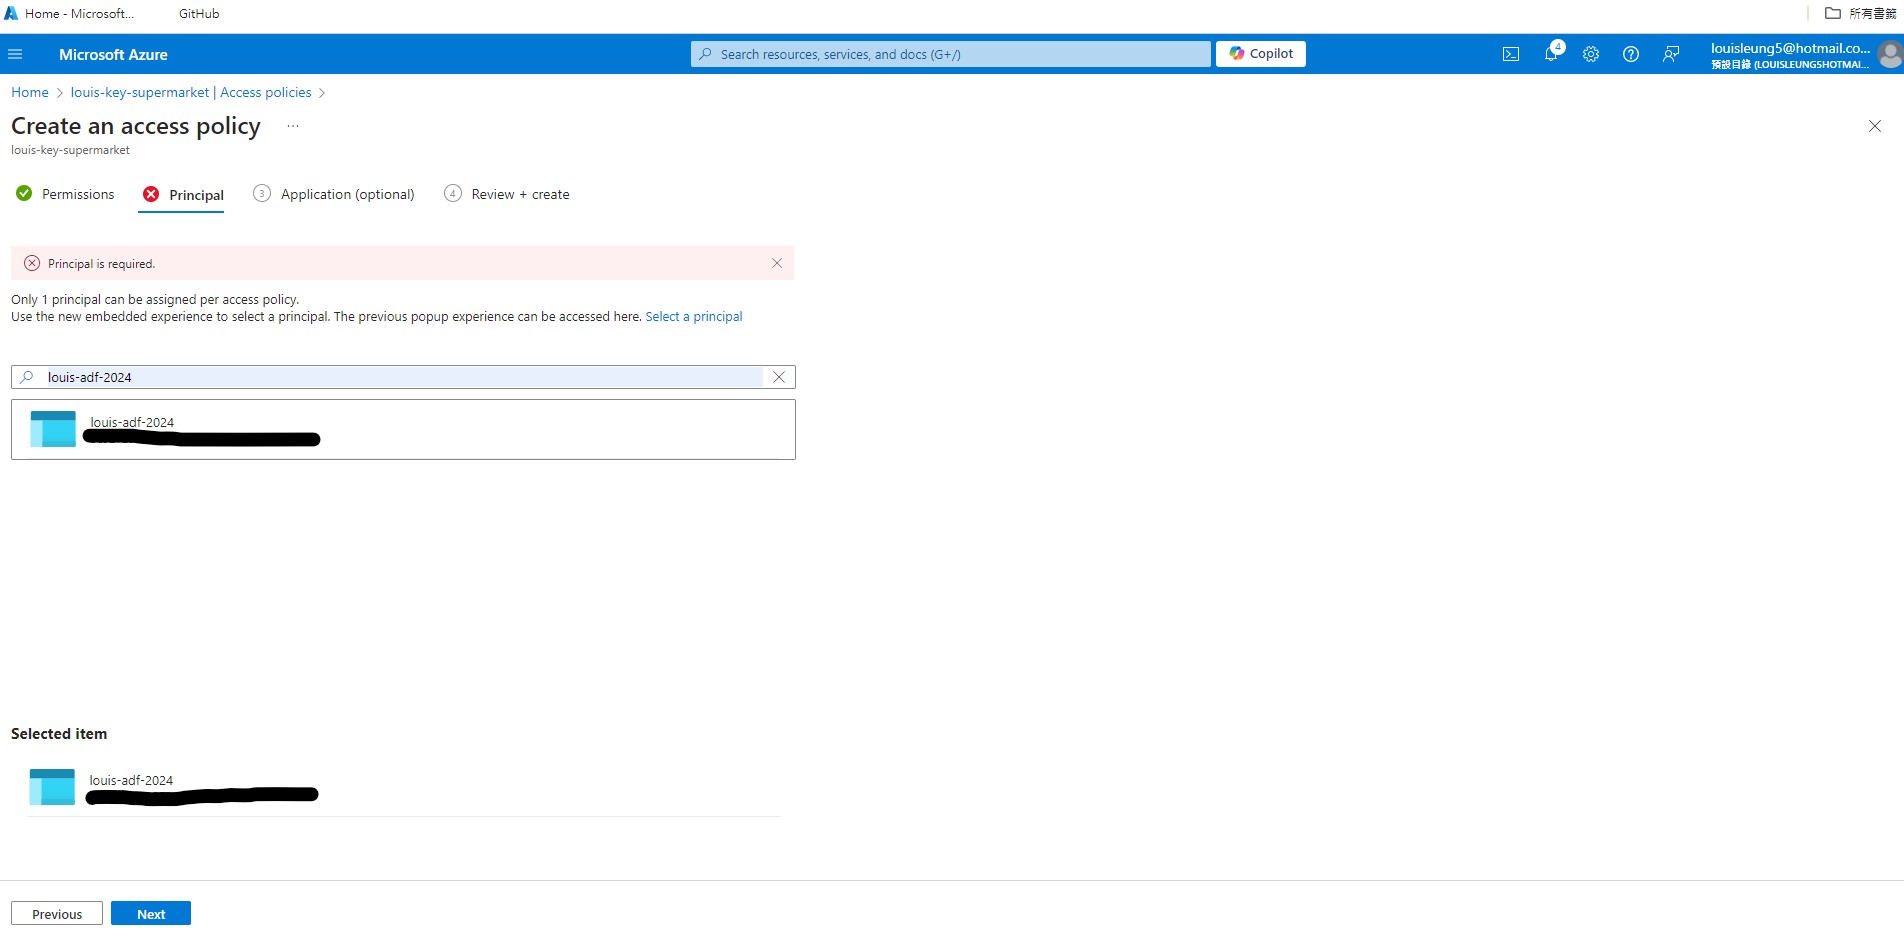 Home - Microsoft...
GitHub
所有書籤
Microsoft Azure
Search resources, services, and docs (G+/)
Copilot
4
louisleung5@hotmail.co...
預設目錄 (LOUISLEUNG5HOTMAI...
Home > louis-key-supermarket | Access policies >
Create an access policy ...
louis-key-supermarket
Permissions
Principal
3 Application (optional)
4 Review + create
Principal is required.
Only 1 principal can be assigned per access policy.
Use the new embedded experience to select a principal. The previous popup experience can be accessed here. Select a principal
louis-adf-2024
louis-adf-2024
Selected item
louis-adf-2024
Previous
Next